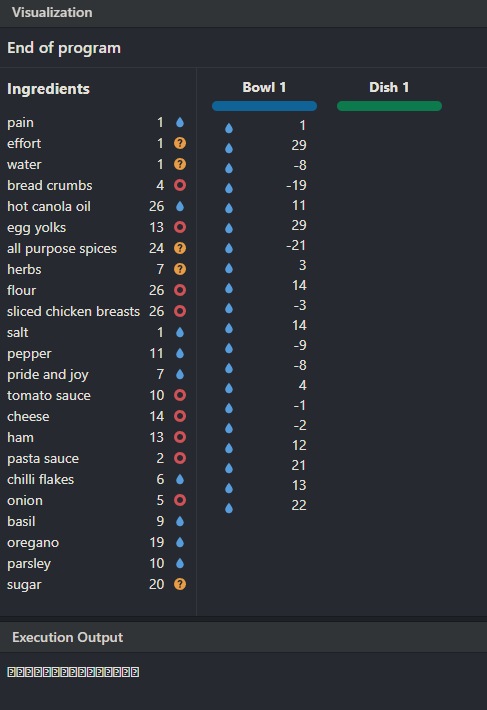 Visualization
End of program
Ingredients
pain 1
effort 1 ?
water 1 ?
bread crumbs 4
hot canola oil 26
egg yolks 13
all purpose spices 24 ?
herbs 7 ?
flour 26
sliced chicken breasts 26
salt 1
pepper 11
pride and joy 7
tomato sauce 10
cheese 14
ham 13
pasta sauce 2
chilli flakes 6
onion 5
basil 9
oregano 19
parsley 10
sugar 20 ?
Bowl 1
1
29
-8
-19
11
29
-21
3
14
-3
14
-9
-8
4
-1
-2
12
21
13
22
Dish 1
Execution Output